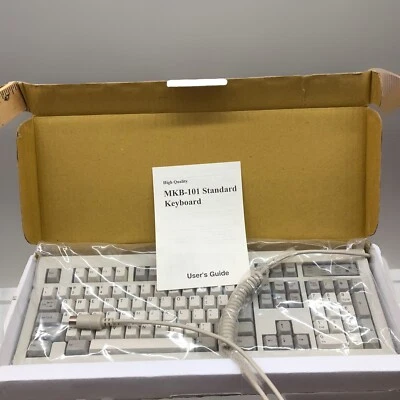 High Quality
MKB-101 Standard
Keyboard
User's Guide